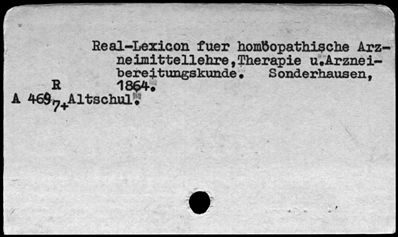 Real-Lexicon fuer homöopathische Arz-
neimittellehre,Therapie u.Arznei-
bereitungskunde. Sonderhausen,
R 1864.
A 469 7+Altschul.